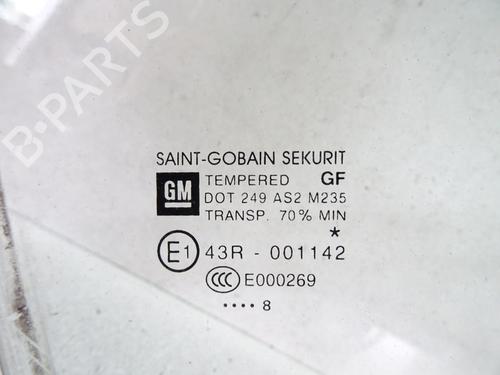 B-PARTS
SAINT-GOBAIN SEKURIT
GM TEMPERED GF
DOT 249 AS2 M235
TRANSP. 70% MIN
*
E1 43R - 001142
CCC E000269
•••• 8